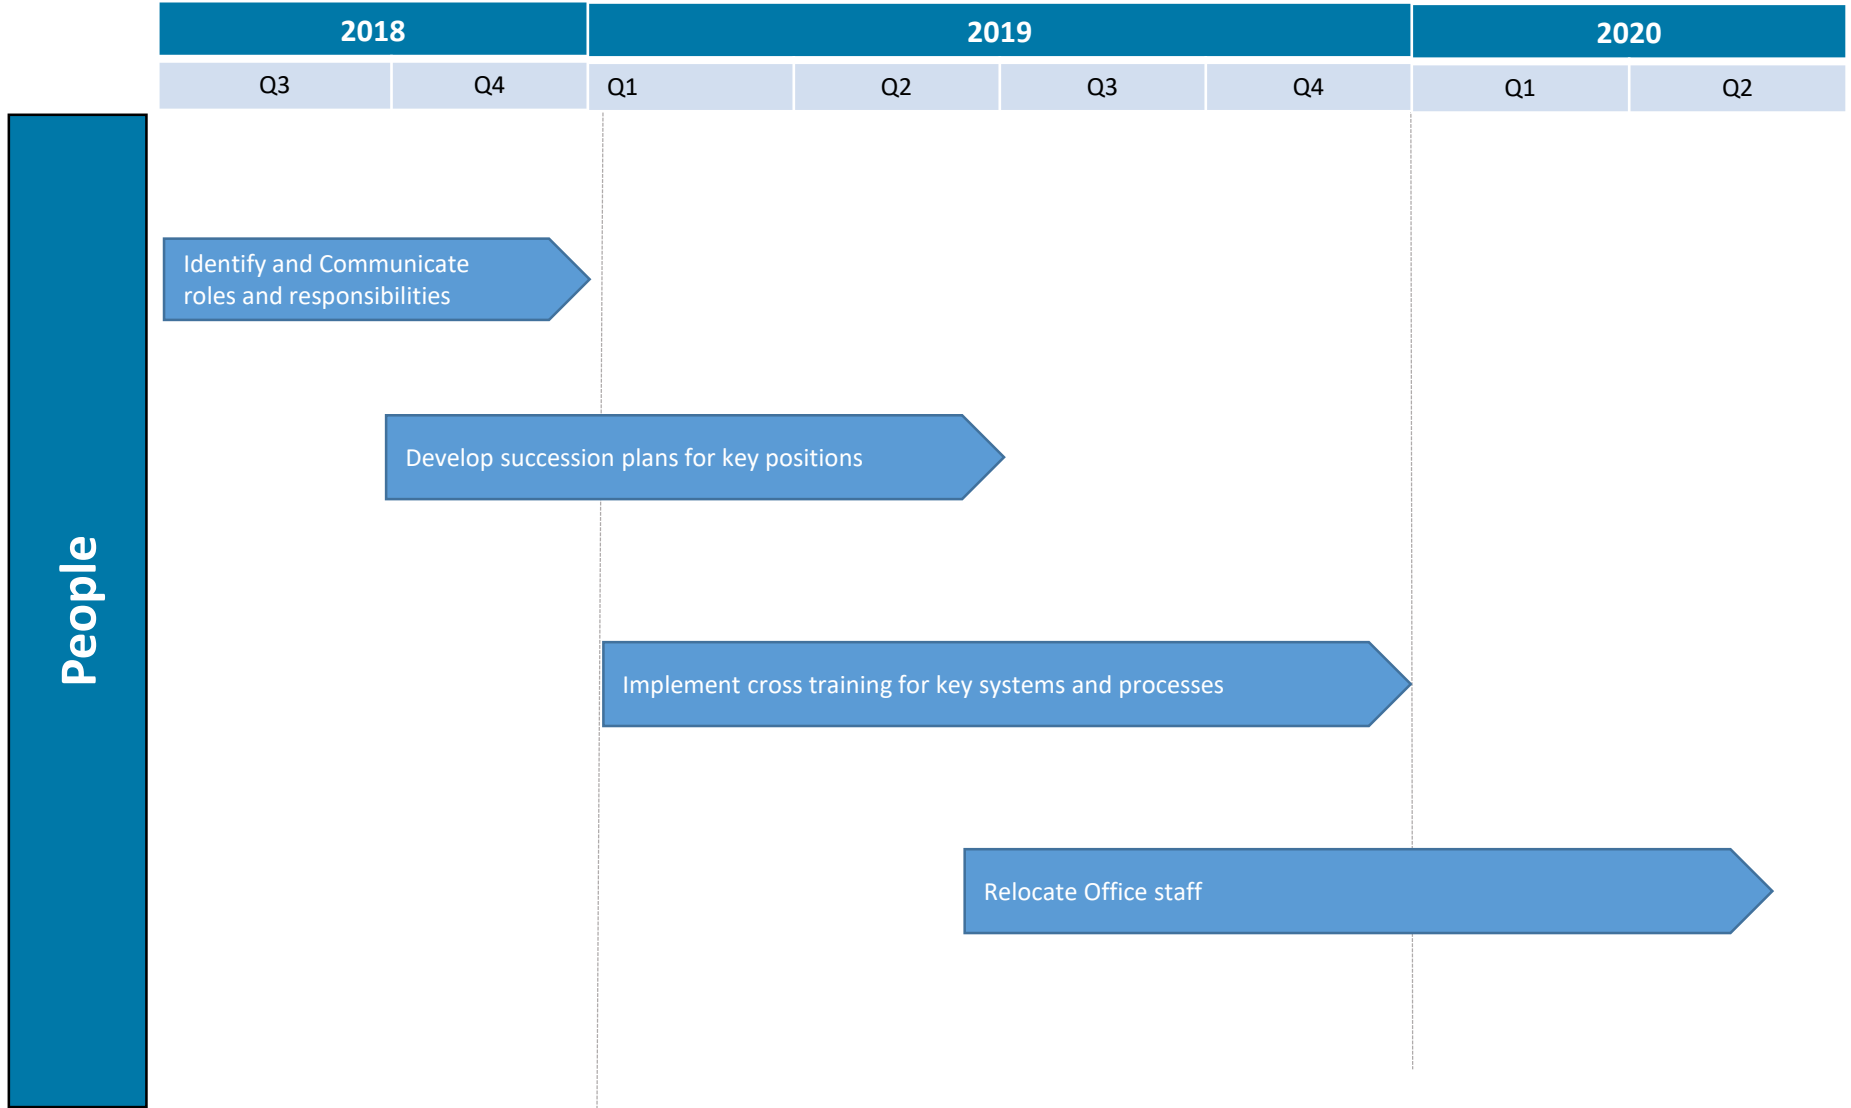 2018 2019 2020
Q3 Q4 Q1 Q2 Q3 Q4 Q1 Q2
People
Identify and Communicate
roles and responsibilities
Develop succession plans for key positions
Implement cross training for key systems and processes
Relocate Office staff